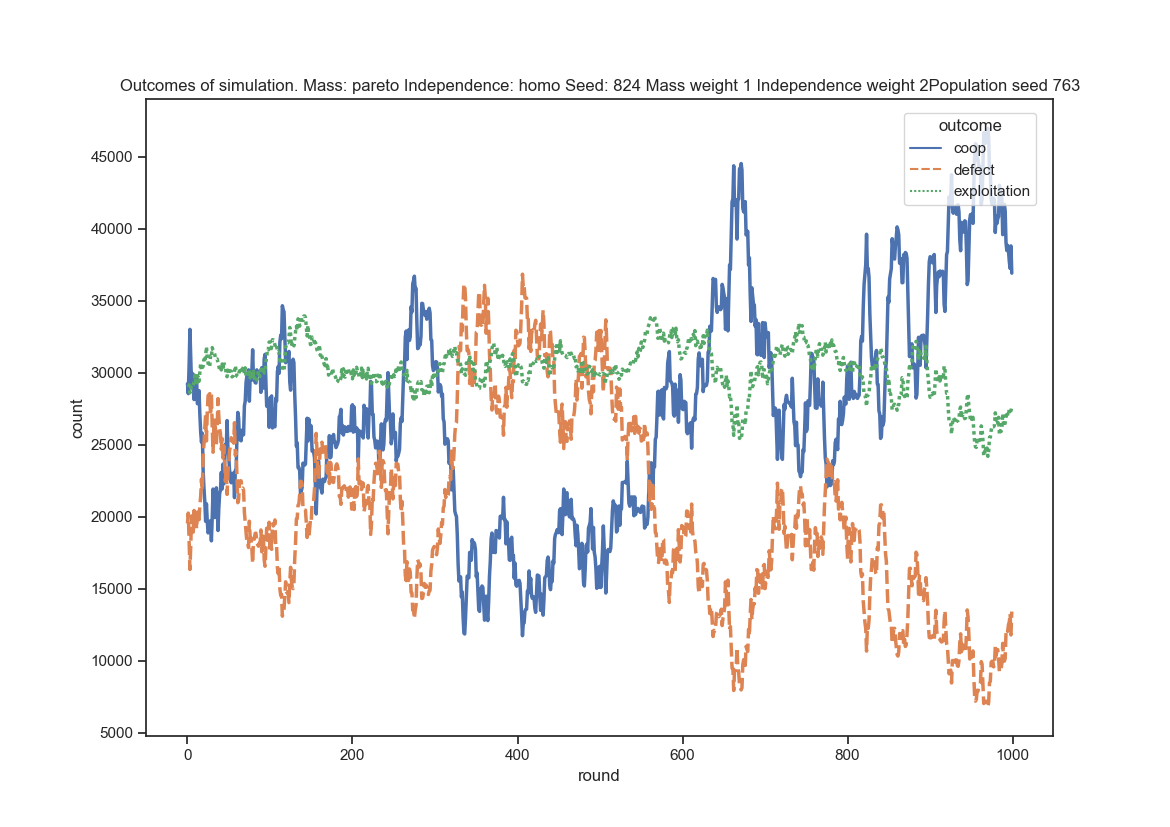 Outcomes of simulation. Mass: pareto Independence: homo Seed: 824 Mass weight 1 Independence weight 2Population seed 763
outcome
coop
defect
exploitation
count
45000
40000
35000
30000
25000
20000
15000
10000
5000
0 200 400 600 800 1000
round